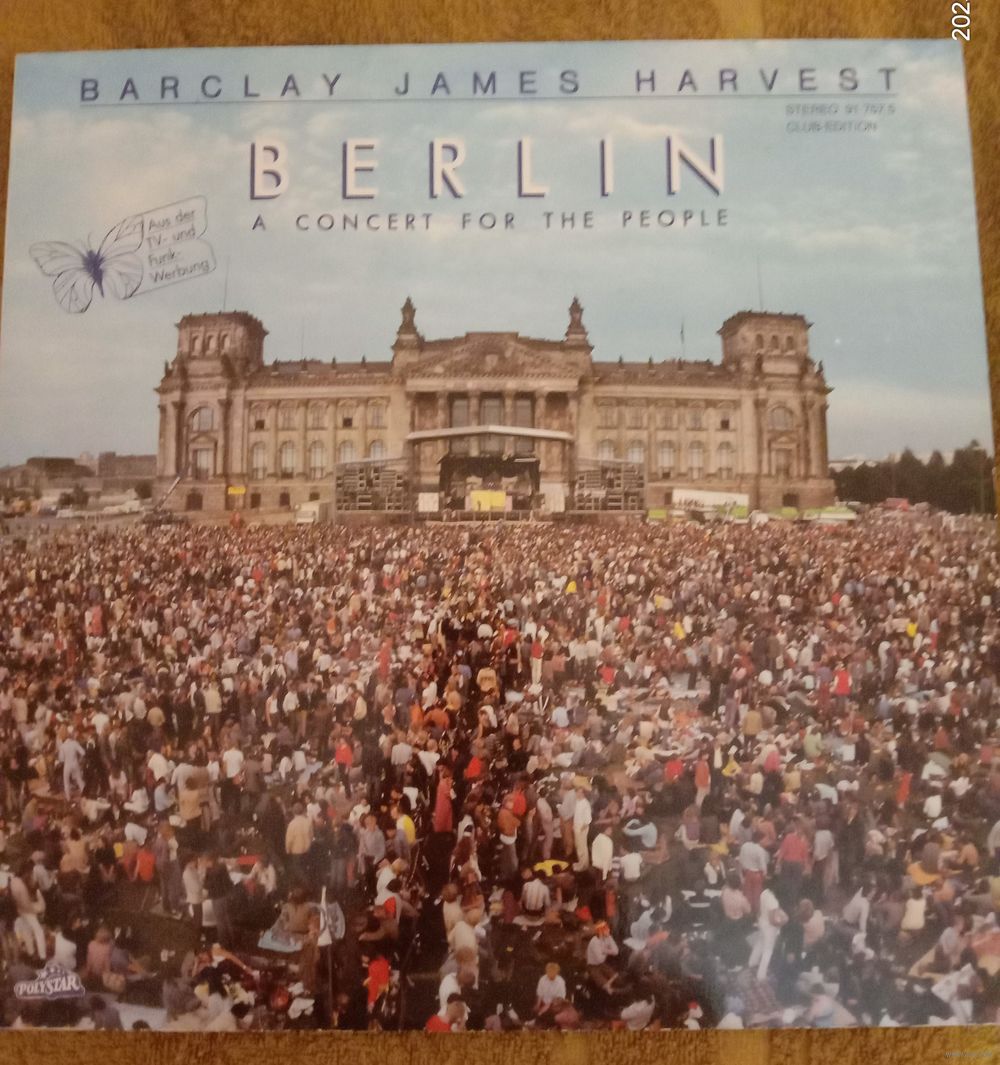 202
BARCLAY JAMES HARVEST
STEREO 91 757 5
CLUB-EDITION
BERLIN
A CONCERT FOR THE PEOPLE
Aus der
TV- und
Funk-
Werbung
POLYSTAR